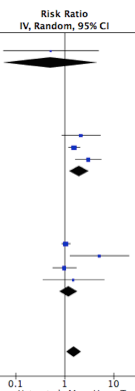 Risk Ratio
IV, Random, 95% CI
0.1 1 10